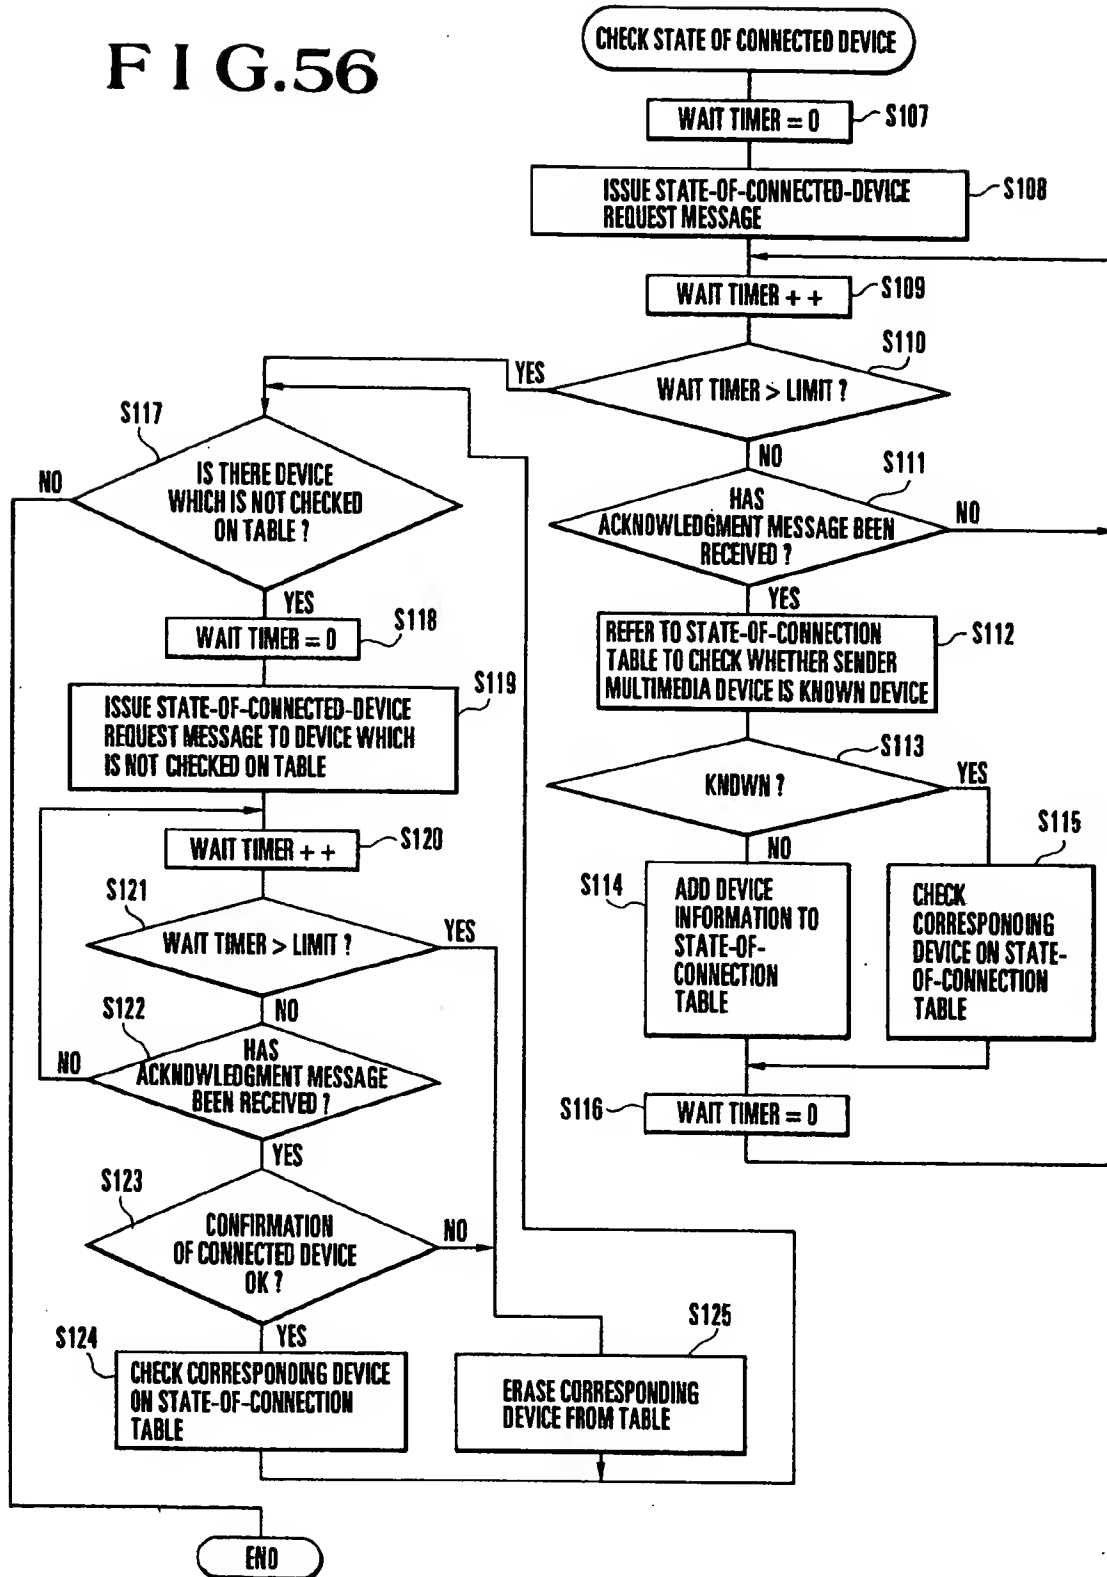 FIG.56
CHECK STATE OF CONNECTED DEVICE
WAIT TIMER = 0
S107
ISSUE STATE-OF-CONNECTED-DEVICE
REQUEST MESSAGE
S108
WAIT TIMER + +
S109
S110
WAIT TIMER > LIMIT ?
YES
NO
S111
HAS
ACKNOWLEDGMENT MESSAGE BEEN
RECEIVED ?
NO
YES
REFER TO STATE-OF-CONNECTION
TABLE TO CHECK WHETHER SENDER
MULTIMEDIA DEVICE IS KNOWN DEVICE
S112
S113
KNOWN ?
YES
NO
S114
ADD DEVICE
INFORMATION TO
STATE-OF-
CONNECTION
TABLE
S115
CHECK
CORRESPONDING
DEVICE ON STATE-
OF-CONNECTION
TABLE
S116
WAIT TIMER = 0
S117
NO
IS THERE DEVICE
WHICH IS NOT CHECKED
ON TABLE ?
YES
WAIT TIMER = 0
S118
S119
ISSUE STATE-OF-CONNECTED-DEVICE
REQUEST MESSAGE TO DEVICE WHICH
IS NOT CHECKED ON TABLE
WAIT TIMER + +
S120
S121
WAIT TIMER > LIMIT ?
YES
NO
S122
HAS
ACKNDWLEDGMENT MESSAGE
BEEN RECEIVED ?
NO
YES
S123
CONFIRMATION
OF CONNECTED DEVICE
OK ?
NO
YES
S124
CHECK CORRESPONDING DEVICE
ON STATE-OF-CONNECTION
TABLE
S125
ERASE CORRESPONDING
DEVICE FROM TABLE
END